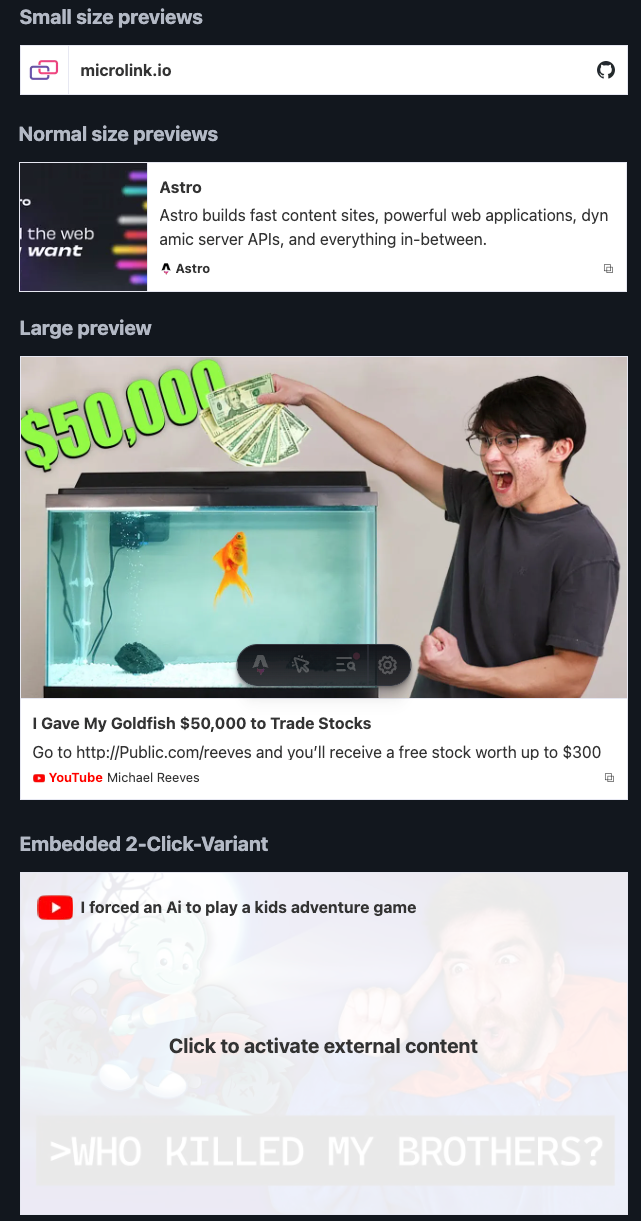 Small size previews
microlink.io
Normal size previews
ro
l the web
want
Astro
Astro builds fast content sites, powerful web applications, dyn
amic server APIs, and everything in-between.
Astro
Large preview
$50,000
I Gave My Goldfish $50,000 to Trade Stocks
Go to http://Public.com/reeves and you’ll receive a free stock worth up to $300
YouTube Michael Reeves
Embedded 2-Click-Variant
I forced an Ai to play a kids adventure game
Click to activate external content
>WHO KILLED MY BROTHERS?